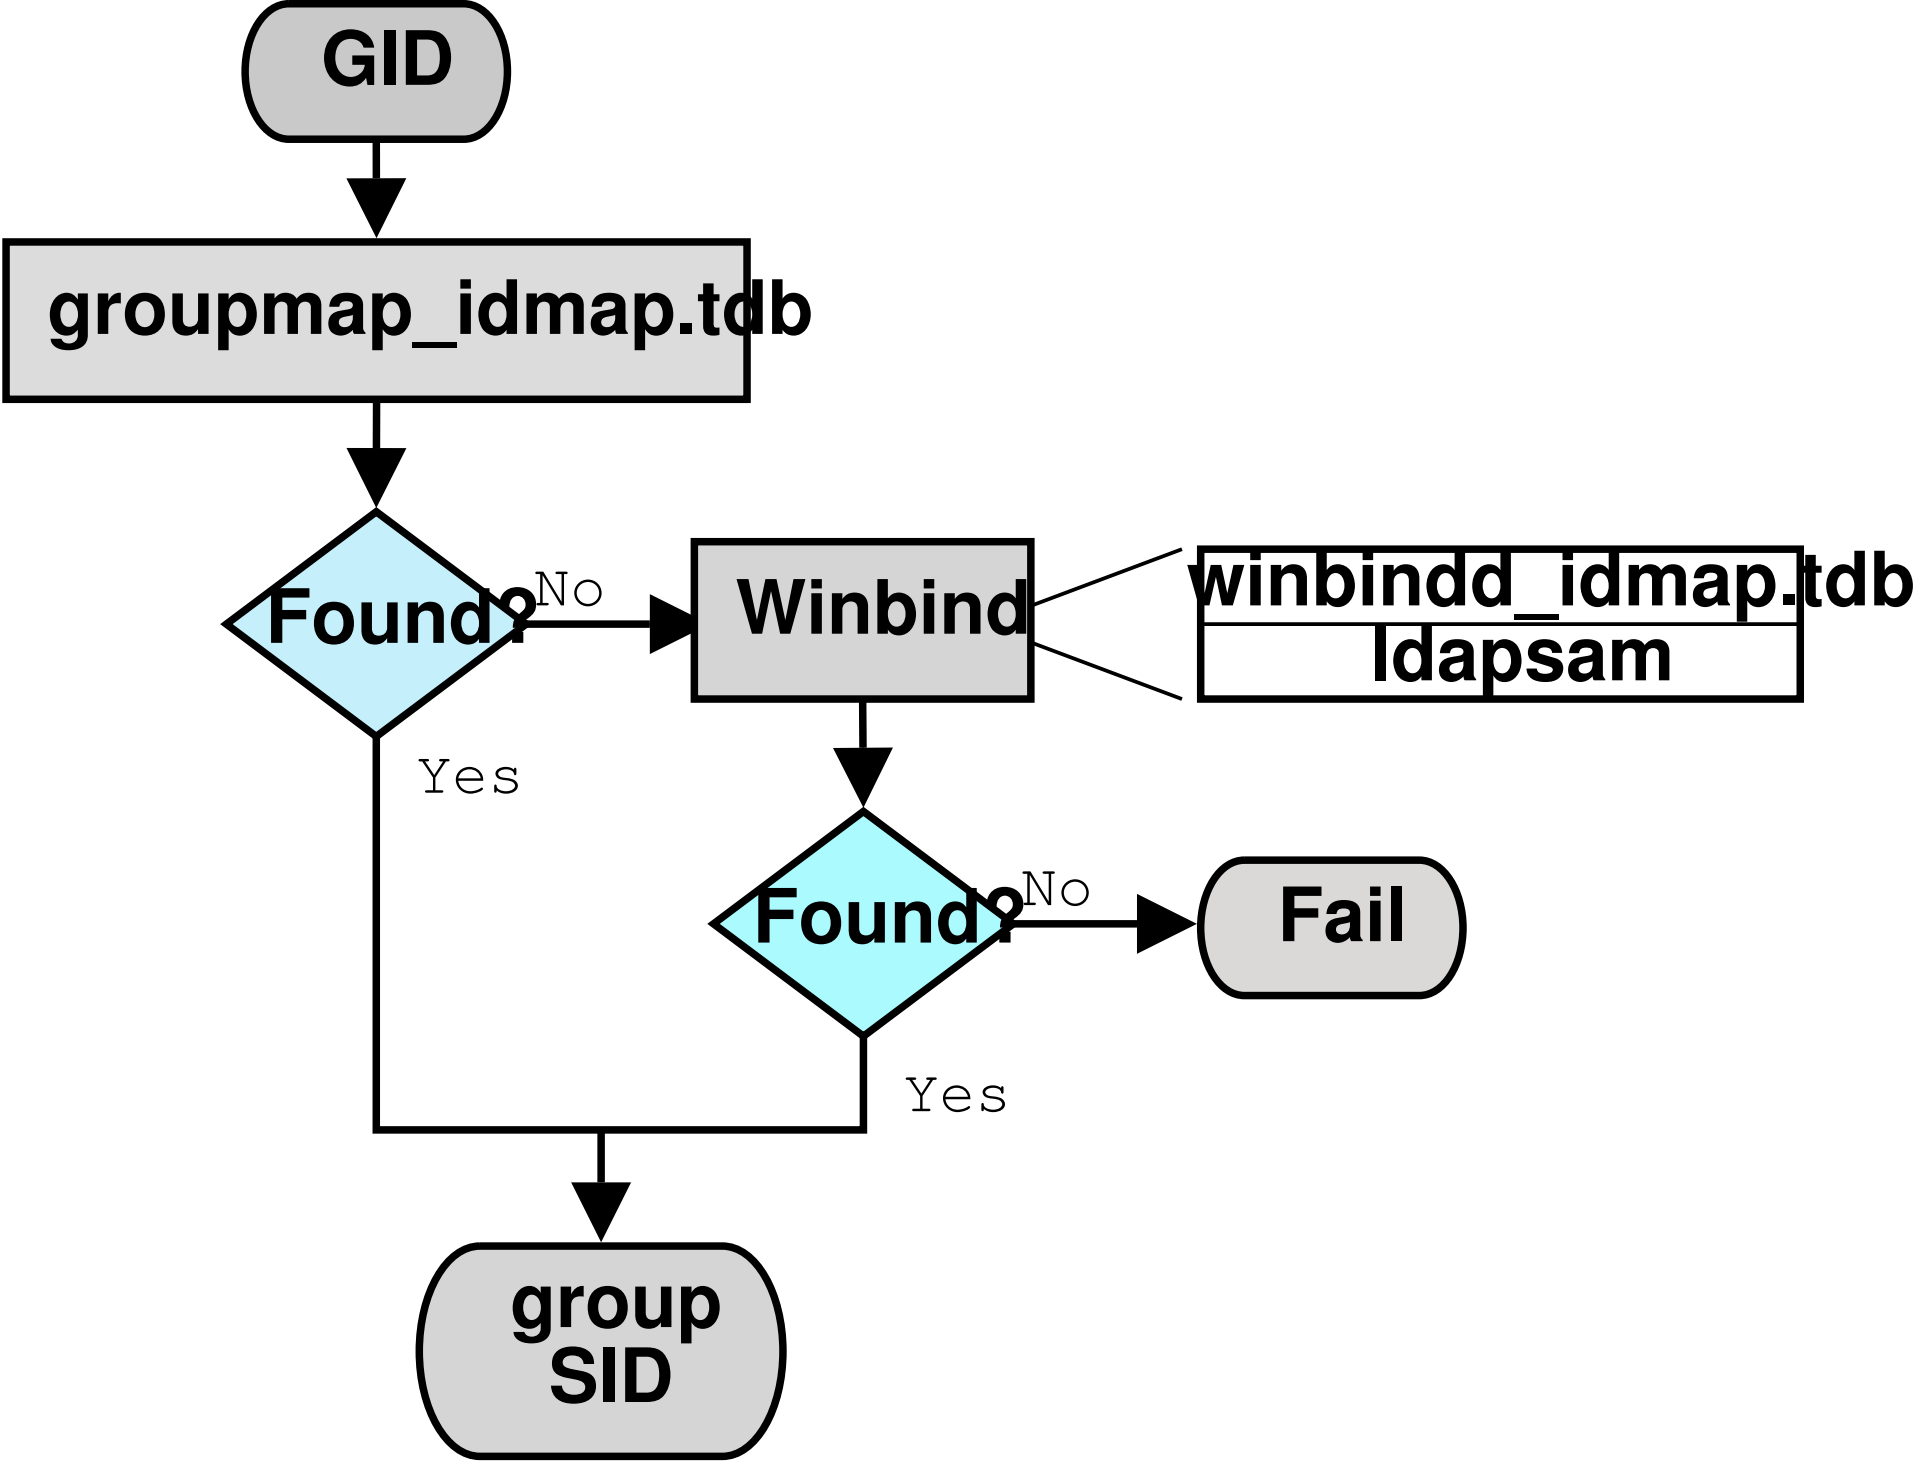 GID
groupmap_idmap.tdb
Found?
No
Winbind
winbindd_idmap.tdb
ldapsam
Yes
Found?
No
Fail
Yes
group
SID